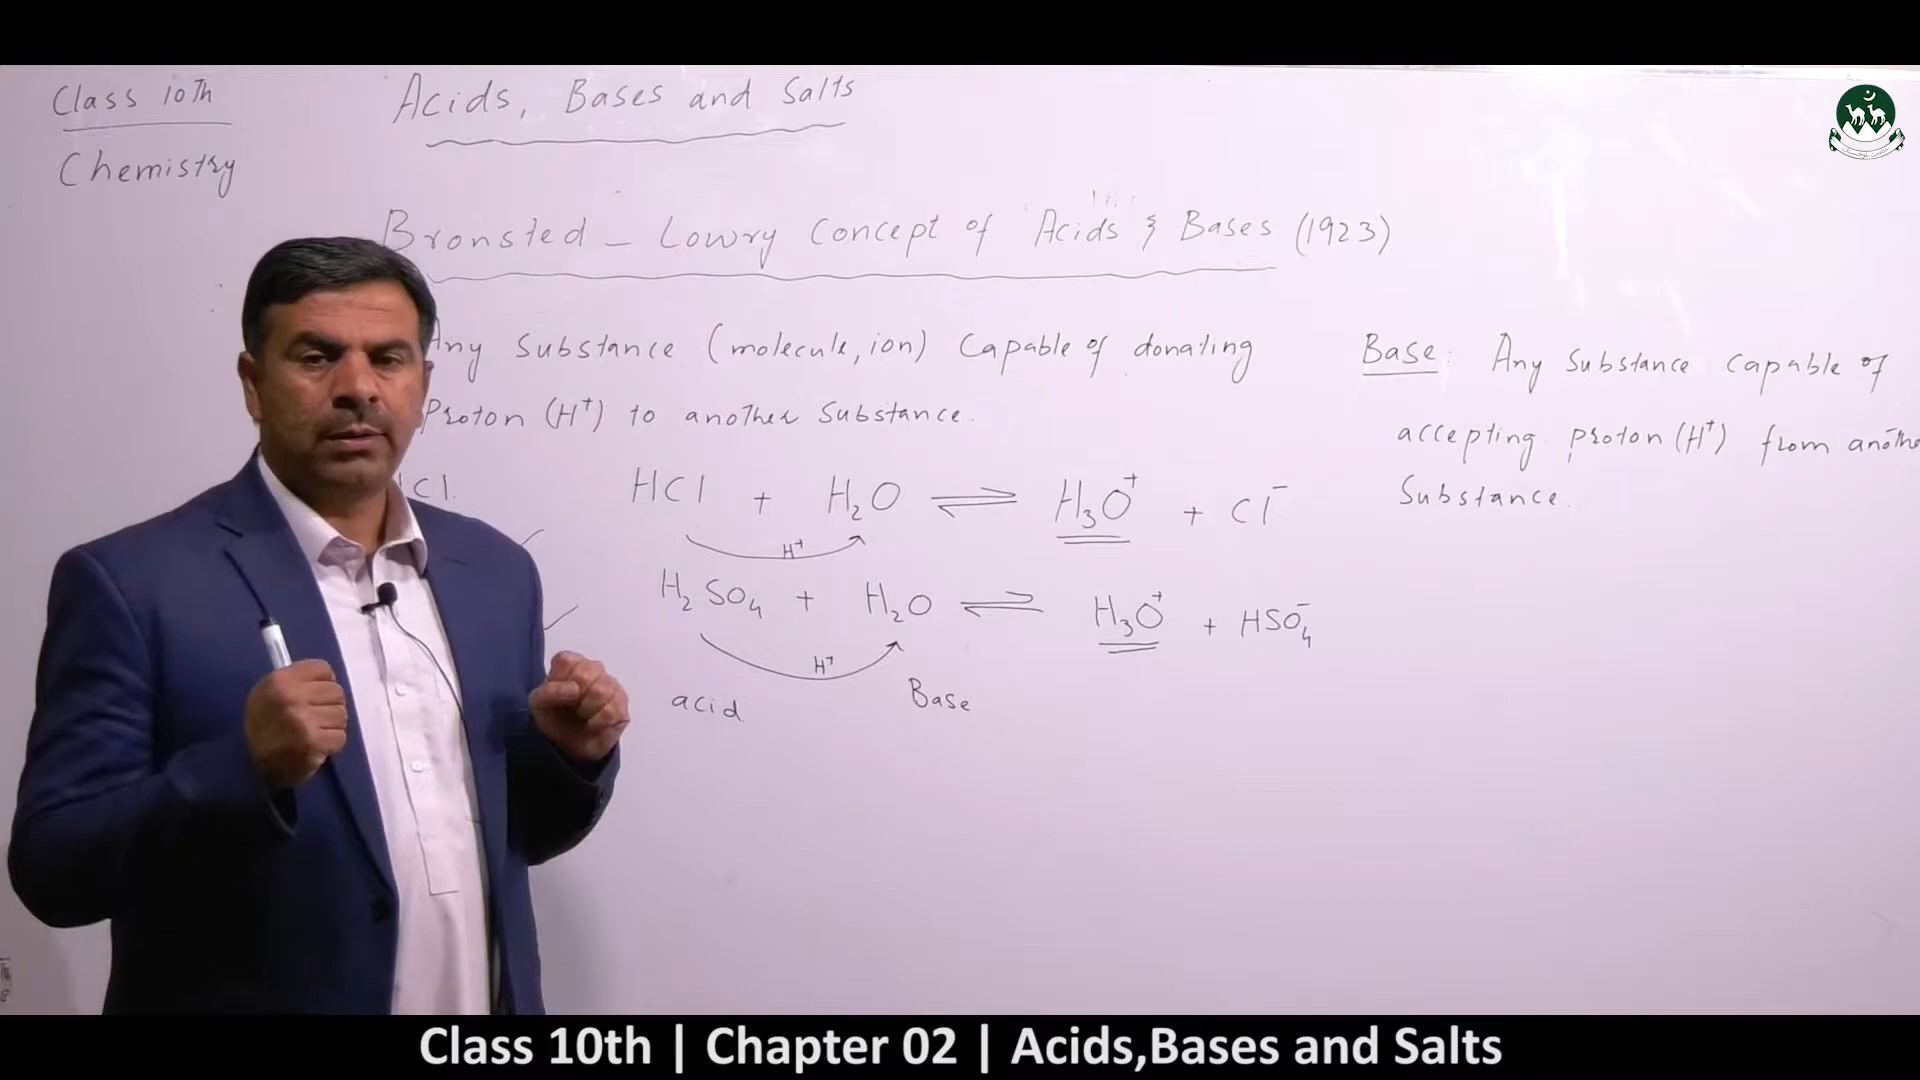 Class 10Th
Chemistry
Acids, Bases and Salts
Bronsted - Lowry Concept of Acids & Bases (1923)
Any Substance (molecule, ion) Capable of donating
Proton (H⁺) to another Substance.
Base: Any Substance capable of
accepting proton (H⁺) from
Substance.
HCl + H₂O ⇌ H₃O⁺ + Cl⁻
H⁺
H₂SO₄ + H₂O ⇌ H₃O⁺ + HSO₄⁻
H⁺
acid Base
Class 10th | Chapter 02 | Acids,Bases and Salts